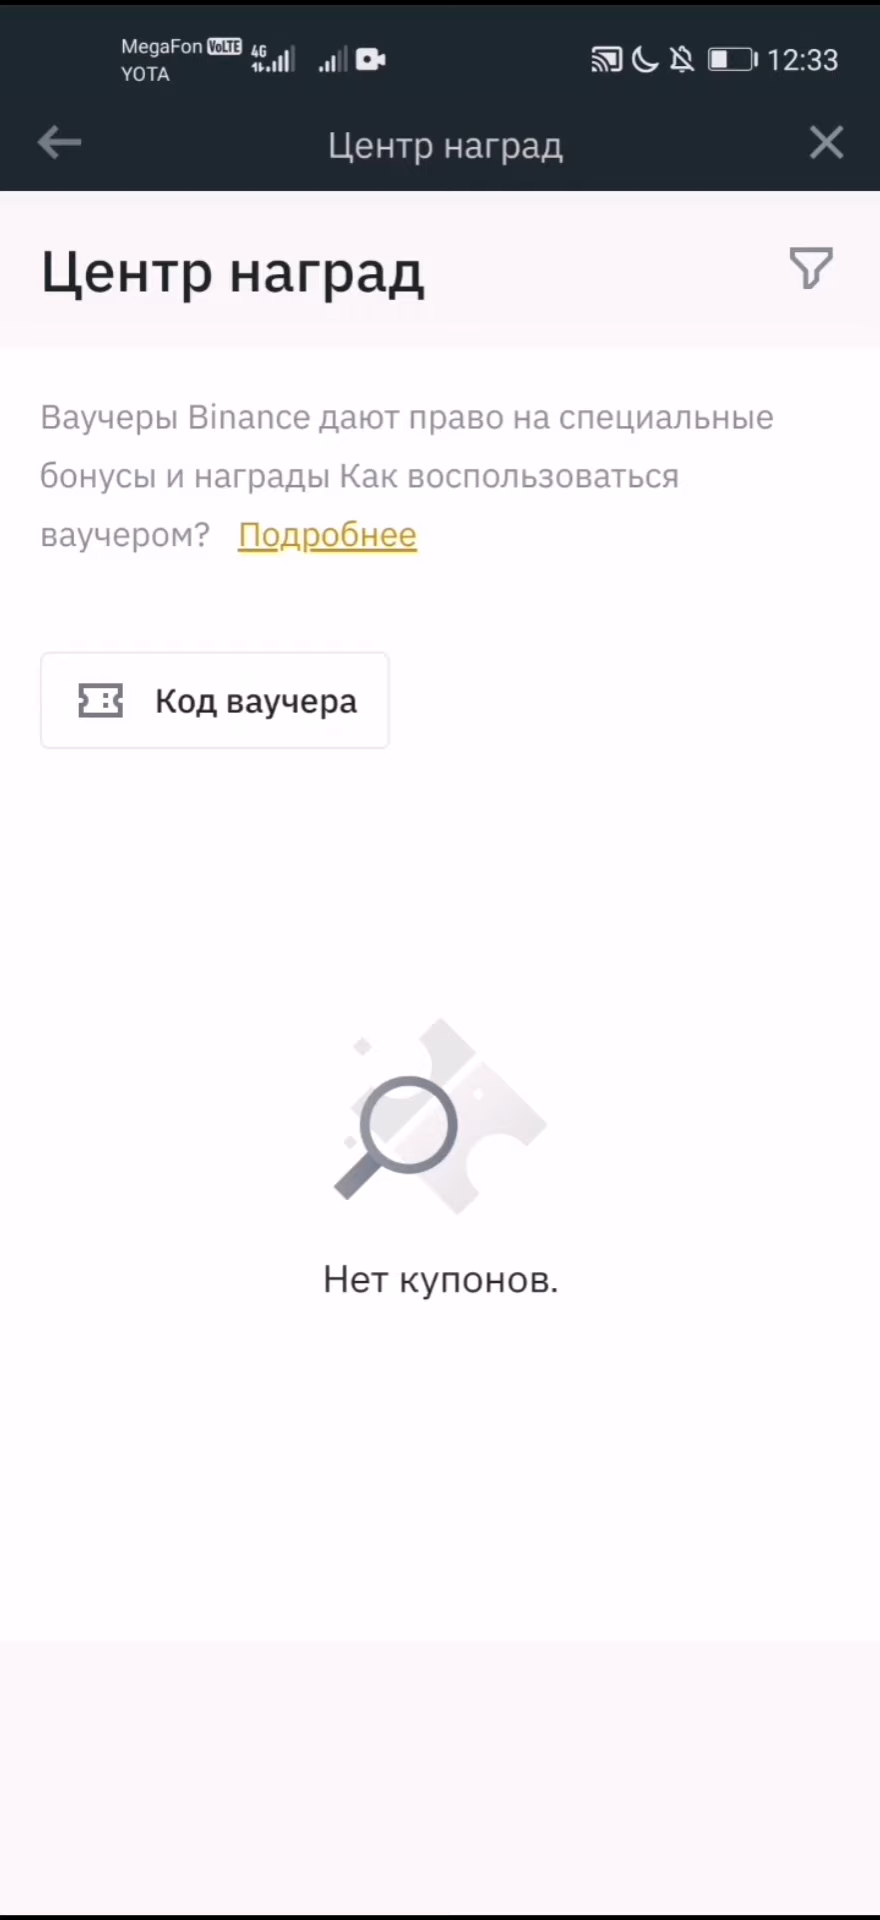 MegaFon VoLTE
YOTA
4G
12:33
Центр наград
Центр наград
Ваучеры Binance дают право на специальные
бонусы и награды Как воспользоваться
ваучером? Подробнее
Код ваучера
Нет купонов.